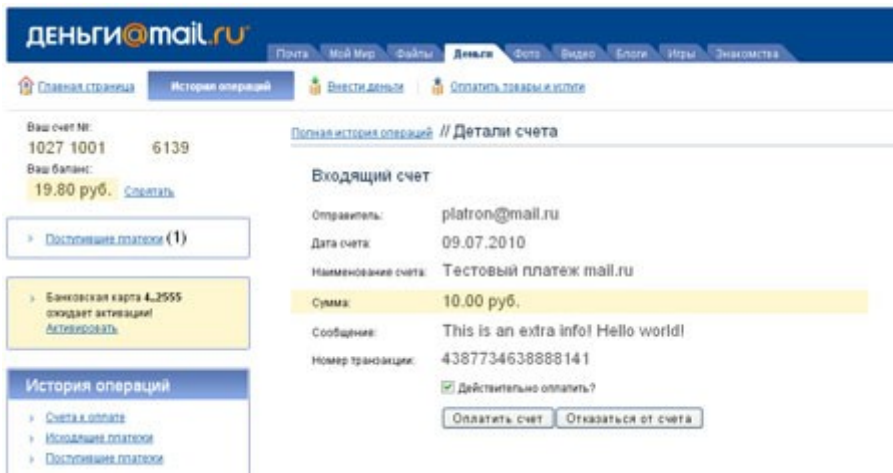 деньги@mail.ru
Почта Мой Мир Файлы Деньги Фото Видео Блоги Игры Знакомства
Главная страница История операций Внести деньги Оплатить товары и услуги
Ваш счет №:
1027 1001 6139
Ваш баланс:
19.80 руб. Спрятать
Поступившие платежи (1)
Банковская карта 4..2555
ожидает активации!
Активировать
История операций
Счета к оплате
Исходящие платежи
Поступившие платежи
Полная история операций // Детали счета
Входящий счет
Отправитель: platron@mail.ru
Дата счета: 09.07.2010
Наименование счета: Тестовый платеж mail.ru
Сумма: 10.00 руб.
Сообщение: This is an extra info! Hello world!
Номер транзакции: 4387734638888141
Действительно оплатить?
Оплатить счет Отказаться от счета